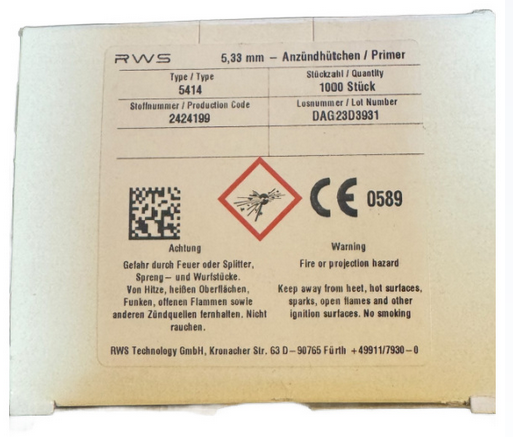 RWS 5,33 mm – Anzündhütchen / Primer
Type / Type Stückzahl / Quantity
5414 1000 Stück
Stoffnummer / Production Code Lusnummer / Lot Number
2424199 DAG23D3931
CE 0589
Achtung Warning
Gefahr durch Feuer oder Splitter, Fire or projection hazard
Spreng – und Wurfstücke.
Von Hitze, heißen Oberflächen, Keep away from heet, hot surfaces,
Funken, offenen Flammen sowie sparks, open flames and other
anderen Zündquellen fernhalten. Nicht ignition surfaces. No smoking
rauchen.
RWS Technology GmbH, Kronacher Str. 63 D – 90765 Fürth +49911/7930 – 0